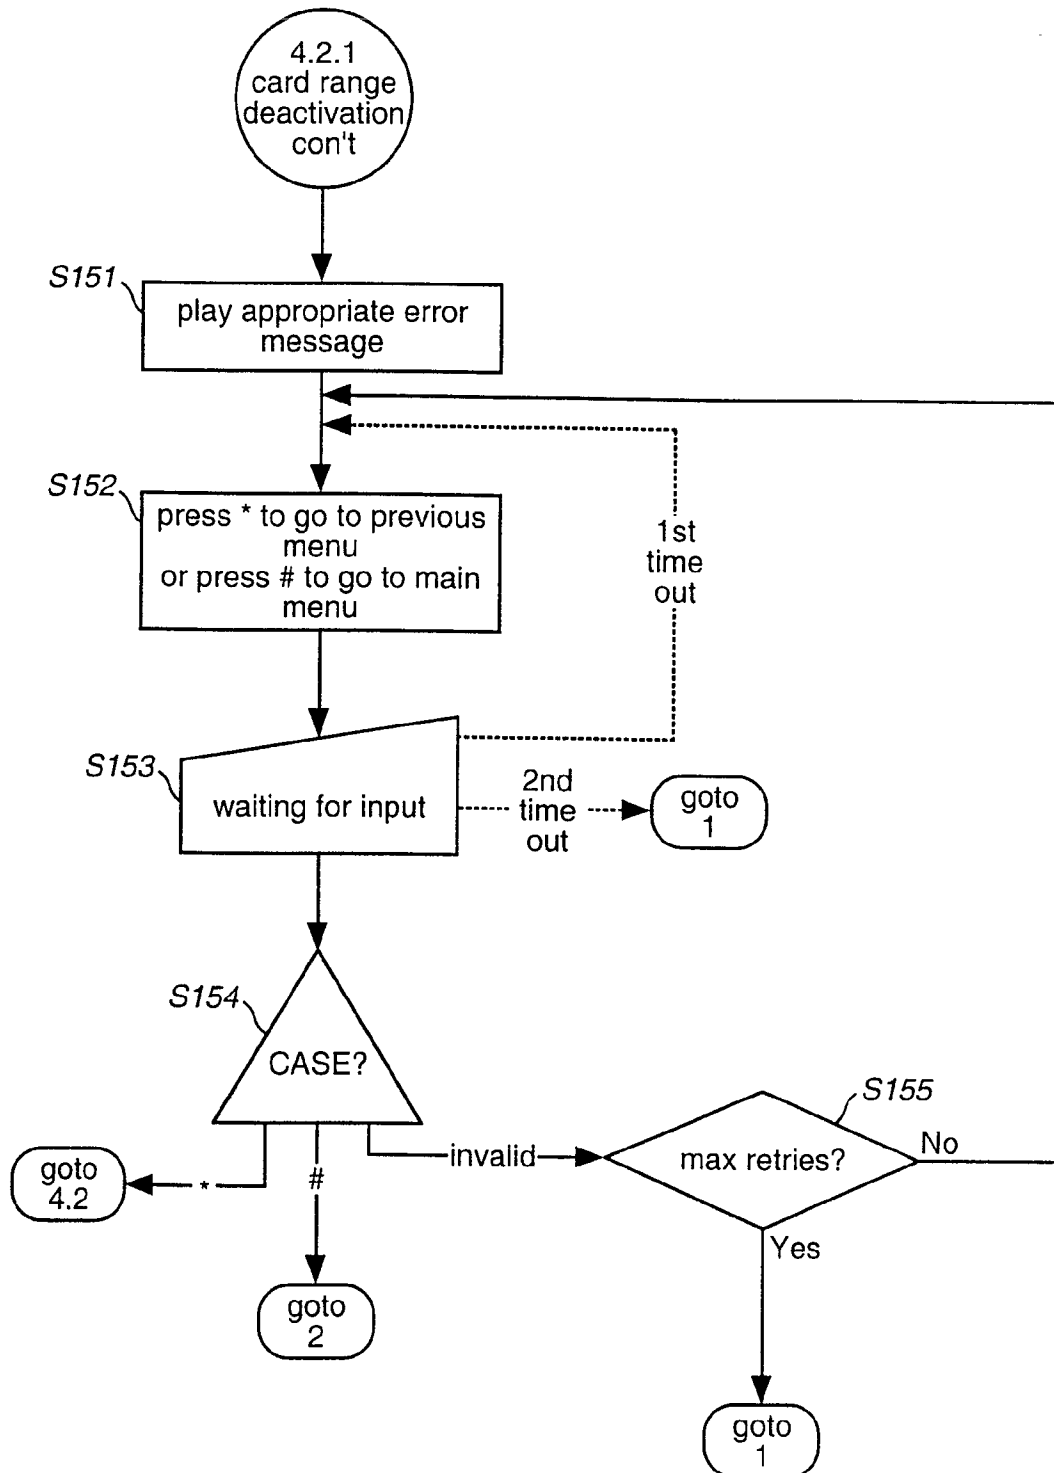 4.2.1
card range
deactivation
con't
S151
play appropriate error
message
S152
press * to go to previous
menu
or press # to go to main
menu
1st
time
out
S153
waiting for input
2nd
time
out
goto
1
S154
CASE?
S155
max retries?
No
invalid
goto
4.2
*
#
Yes
goto
2
goto
1